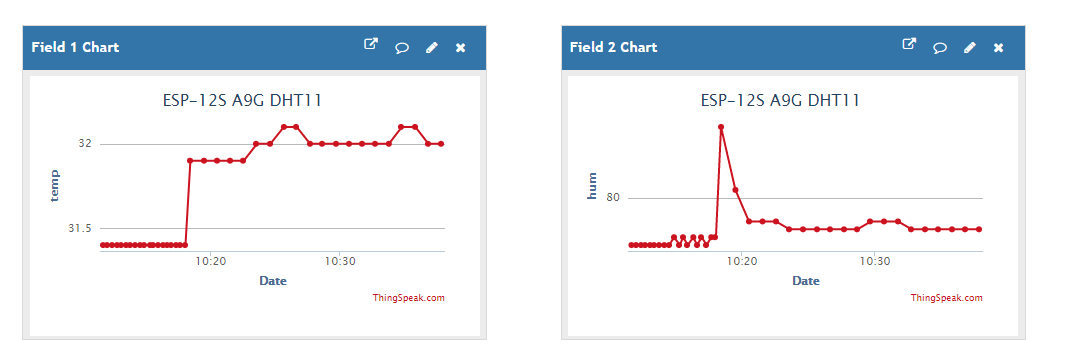 Field 1 Chart
ESP-12S A9G DHT11
32
31.5
temp
10:20 10:30
Date
ThingSpeak.com
Field 2 Chart
ESP-12S A9G DHT11
80
hum
10:20 10:30
Date
ThingSpeak.com